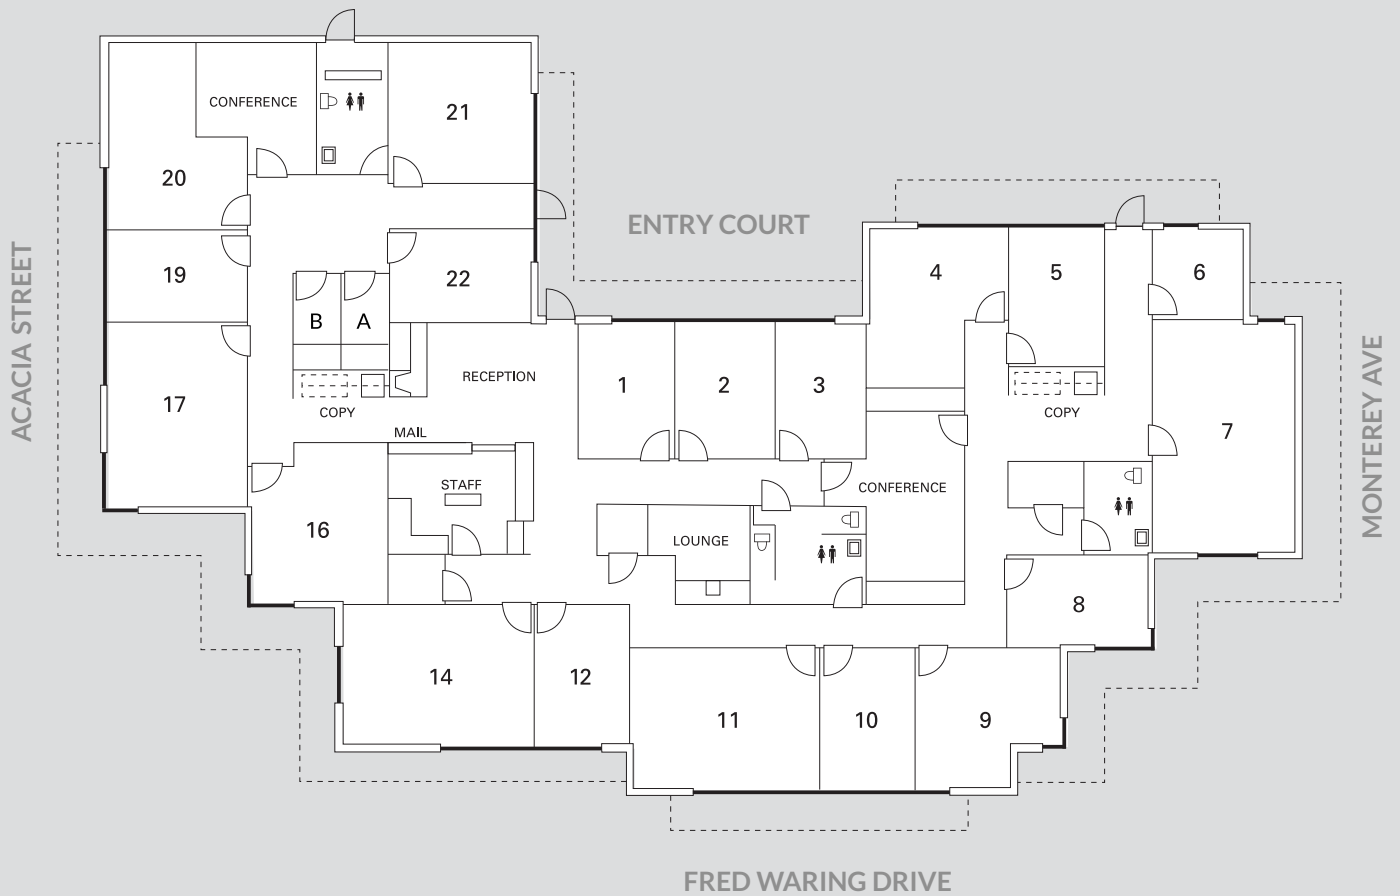 CONFERENCE
21
20
ENTRY COURT
ACACIA STREET
19
22
4
5
6
B
A
RECEPTION
1
2
3
MONTEREY AVE
17
COPY
COPY
MAIL
7
STAFF
CONFERENCE
16
LOUNGE
8
14
12
11
10
9
FRED WARING DRIVE